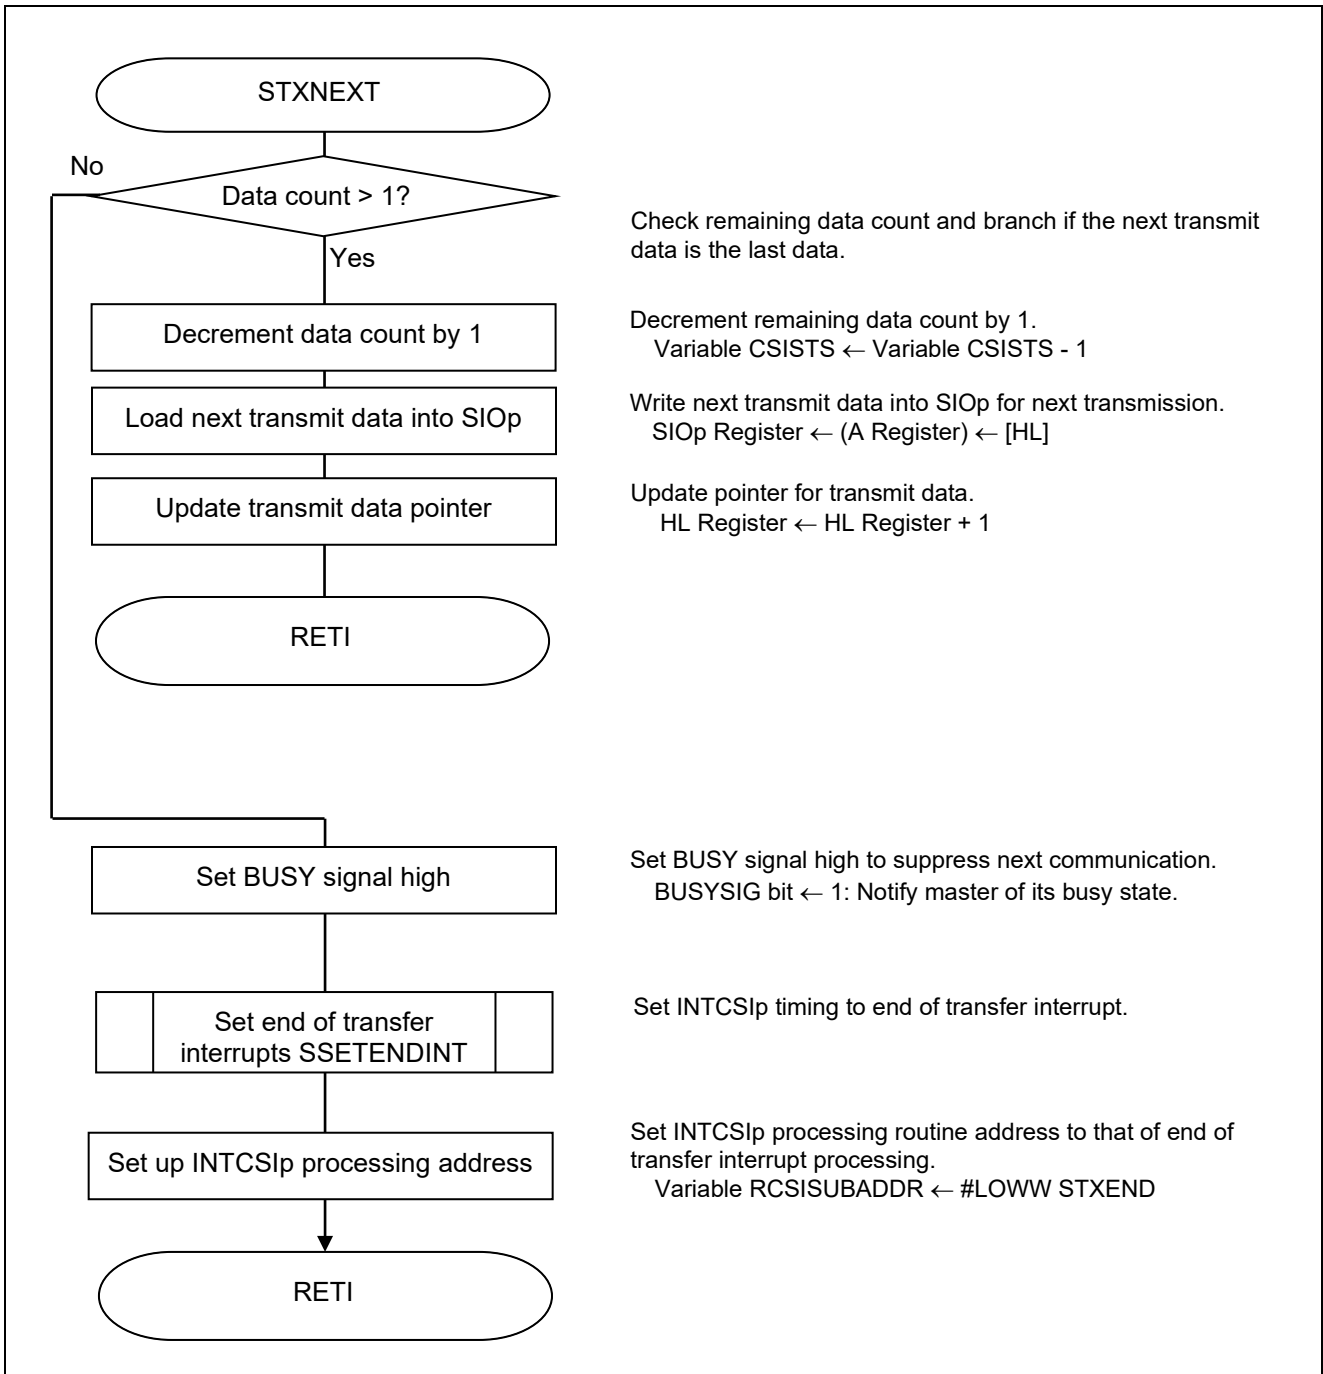 STXNEXT
No
Data count > 1?
Yes
Check remaining data count and branch if the next transmit
data is the last data.
Decrement data count by 1
Decrement remaining data count by 1.
Variable CSISTS ← Variable CSISTS - 1
Load next transmit data into SIOp
Write next transmit data into SIOp for next transmission.
SIOp Register ← (A Register) ← [HL]
Update transmit data pointer
Update pointer for transmit data.
HL Register ← HL Register + 1
RETI
Set BUSY signal high
Set BUSY signal high to suppress next communication.
BUSYSIG bit ← 1: Notify master of its busy state.
Set end of transfer
interrupts SSETENDINT
Set INTCSIp timing to end of transfer interrupt.
Set up INTCSIp processing address
Set INTCSIp processing routine address to that of end of
transfer interrupt processing.
Variable RCSISUBADDR ← #LOWW STXEND
RETI